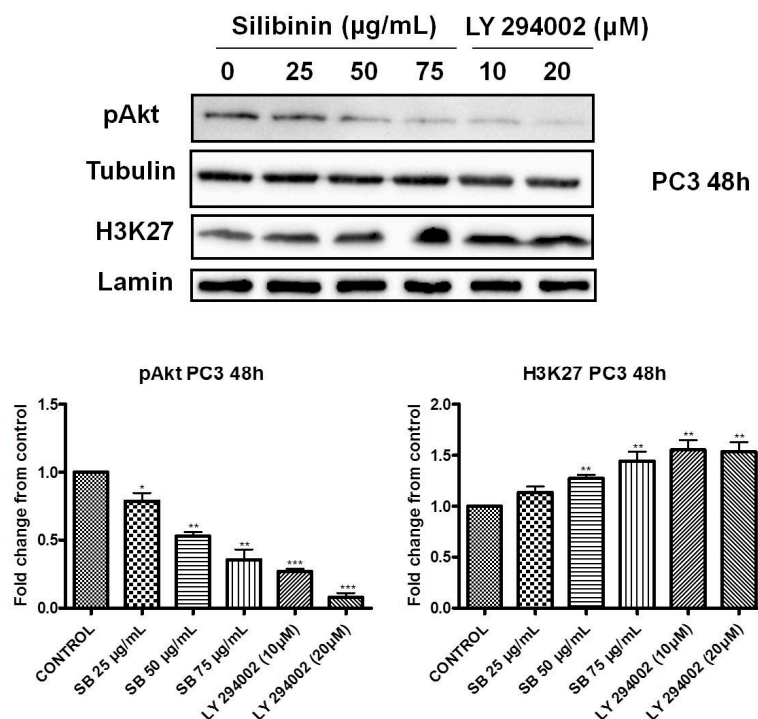 Silibinin (µg/mL) LY 294002 (µM)
0 25 50 75 10 20
pAkt
Tubulin
PC3 48h
H3K27
Lamin
pAkt PC3 48h
Fold change from control
1.5
1.0
0.5
0.0
*
**
**
***
***
CONTROL
SB 25 µg/mL
SB 50 µg/mL
SB 75 µg/mL
LY 294002 (10µM)
LY 294002 (20µM)
H3K27 PC3 48h
Fold change from control
2.0
1.5
1.0
0.5
0.0
**
**
**
**
CONTROL
SB 25 µg/mL
SB 50 µg/mL
SB 75 µg/mL
LY 294002 (10µM)
LY 294002 (20µM)